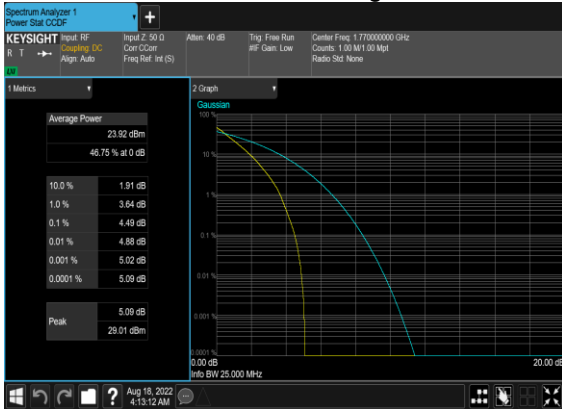 Spectrum Analyzer 1
Power Stat CCDF
KEYSIGHT
R T
LV
Input: RF
Coupling: DC
Align: Auto
Input Z: 50 Ω
Corr CCorr
Freq Ref: Int (S)
Atten: 40 dB
Trig: Free Run
#IF Gain: Low
Center Freq: 1.770000000 GHz
Counts: 1.00 M/1.00 Mpt
Radio Std: None
1 Metrics
Average Power
23.92 dBm
46.75 % at 0 dB
10.0 % 1.91 dB
1.0 % 3.64 dB
0.1 % 4.49 dB
0.01 % 4.88 dB
0.001 % 5.02 dB
0.0001 % 5.09 dB
Peak
5.09 dB
29.01 dBm
2 Graph
Gaussian
100 %
10 %
1 %
0.1 %
0.01 %
0.001 %
0.0001 %
0.00 dB 20.00 dB
Info BW 25.000 MHz
?
Aug 18, 2022
4:13:12 AM